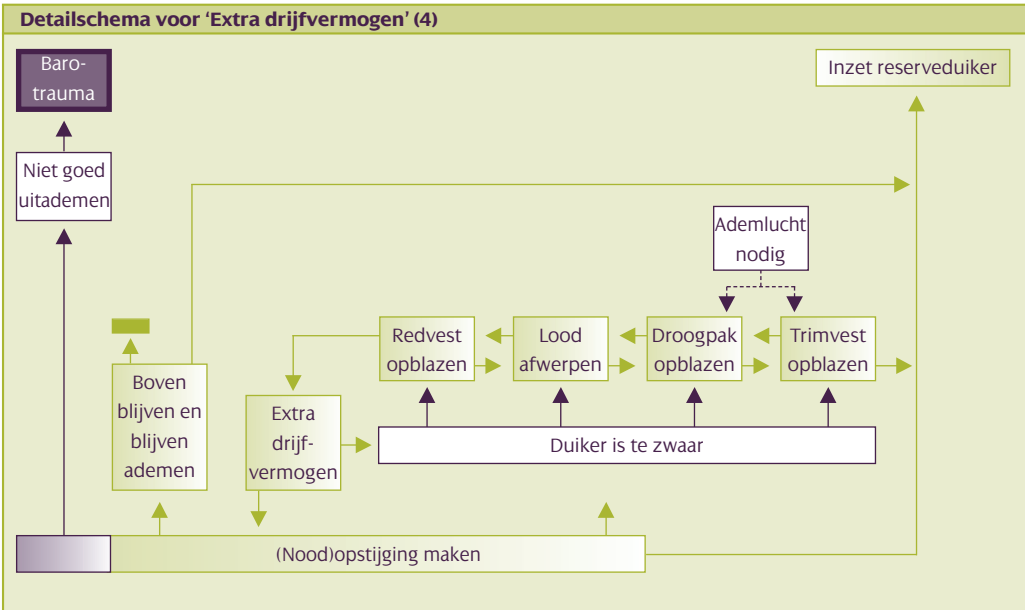 Detailschema voor ‘Extra drijfvermogen’ (4)
Baro-
trauma
Inzet reserveduiker
Niet goed
uitademen
Ademlucht
nodig
Redvest
opblazen
Lood
afwerpen
Droogpak
opblazen
Trimvest
opblazen
Boven
blijven en
blijven
ademen
Extra
drijf-
vermogen
Duiker is te zwaar
(Nood)opstijging maken